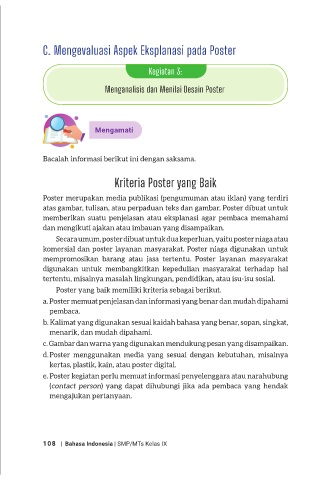 C. Mengevaluasi Aspek Eksplanasi pada Poster
Kegiatan 3:
Menganalisis dan Menilai Desain Poster
Mengamati
Bacalah informasi berikut ini dengan saksama.
Kriteria Poster yang Baik
Poster merupakan media publikasi (pengumuman atau iklan) yang terdiri
atas gambar, tulisan, atau perpaduan teks dan gambar. Poster dibuat untuk
memberikan suatu penjelasan atau eksplanasi agar pembaca memahami
dan mengikuti ajakan atau imbauan yang disampaikan.
Secara umum, poster dibuat untuk dua keperluan, yaitu poster niaga atau
komersial dan poster layanan masyarakat. Poster niaga digunakan untuk
mempromosikan barang atau jasa tertentu. Poster layanan masyarakat
digunakan untuk membangkitkan kepedulian masyarakat terhadap hal
tertentu, misalnya masalah lingkungan, pendidikan, atau isu-isu sosial.
Poster yang baik memiliki kriteria sebagai berikut.
a. Poster memuat penjelasan dan informasi yang benar dan mudah dipahami
pembaca.
b. Kalimat yang digunakan sesuai kaidah bahasa yang benar, sopan, singkat,
menarik, dan mudah dipahami.
c. Gambar dan warna yang digunakan mendukung pesan yang disampaikan.
d. Poster menggunakan media yang sesuai dengan kebutuhan, misalnya
kertas, plastik, kain, atau poster digital.
e. Poster kegiatan perlu memuat informasi penyelenggara atau narahubung
(contact person) yang dapat dihubungi jika ada pembaca yang hendak
mengajukan pertanyaan.
108 | Bahasa Indonesia | SMP/MTs Kelas IX